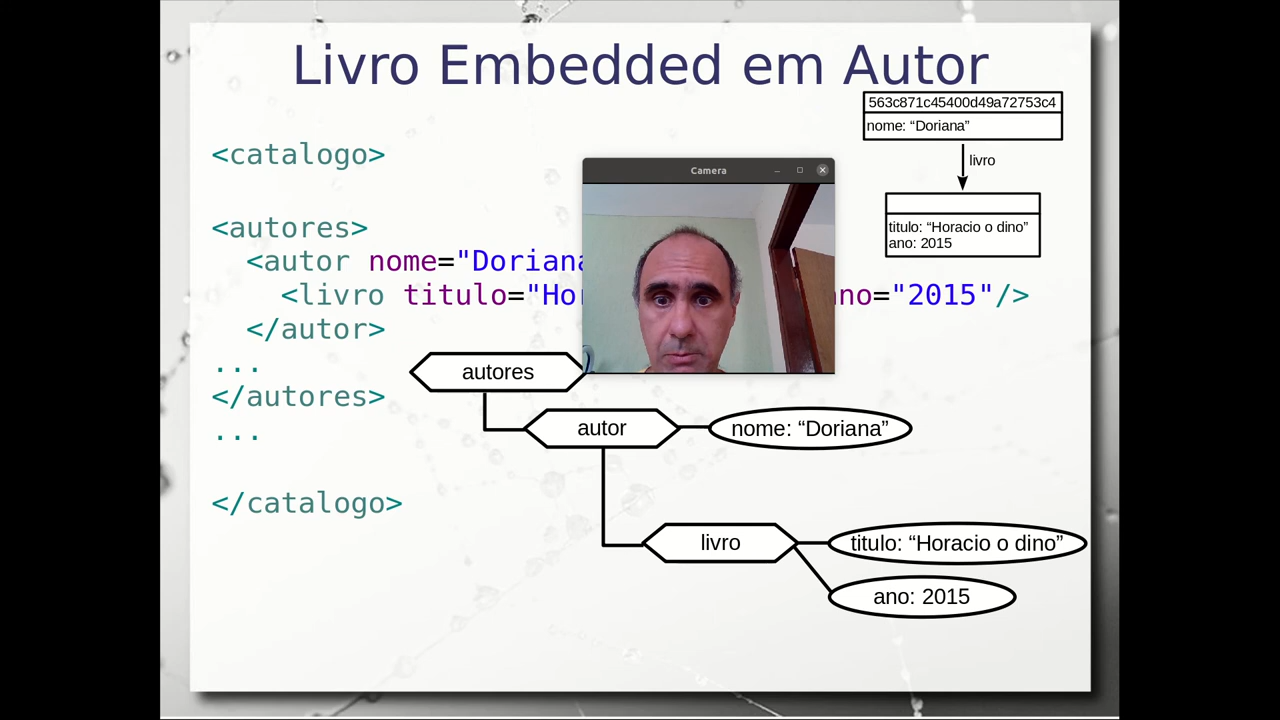 Livro Embedded em Autor
563c871c45400d49a72753c4
nome: “Doriana”
livro
titulo: “Horacio o dino”
ano: 2015
<catalogo>
<autores>
<autor nome="Doriana
<livro titulo="Hor no="2015"/>
</autor>
...
</autores>
...
</catalogo>
Camera
autores
autor
nome: “Doriana”
livro
titulo: “Horacio o dino”
ano: 2015